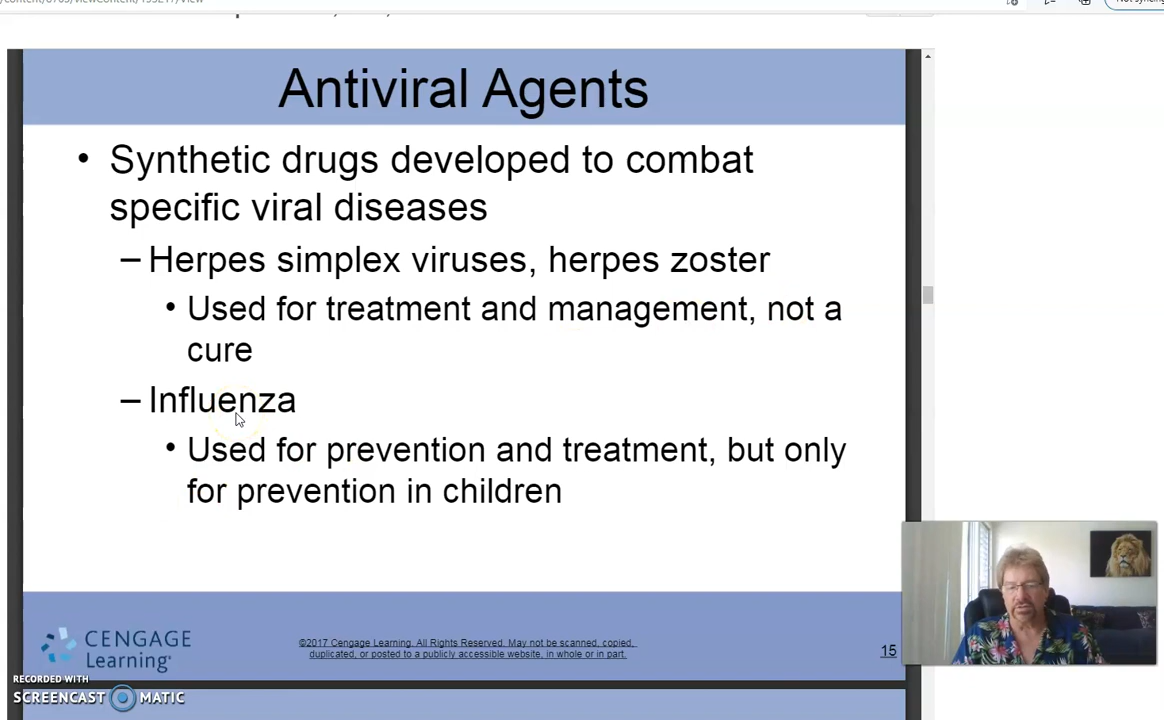 Antiviral Agents
• Synthetic drugs developed to combat
specific viral diseases
– Herpes simplex viruses, herpes zoster
• Used for treatment and management, not a
cure
– Influenza
• Used for prevention and treatment, but only
for prevention in children
CENGAGE
Learning
©2017 Cengage Learning. All Rights Reserved. May not be scanned, copied,
duplicated, or posted to a publicly accessible website, in whole or in part.
15
RECORDED WITH
SCREENCAST MATIC